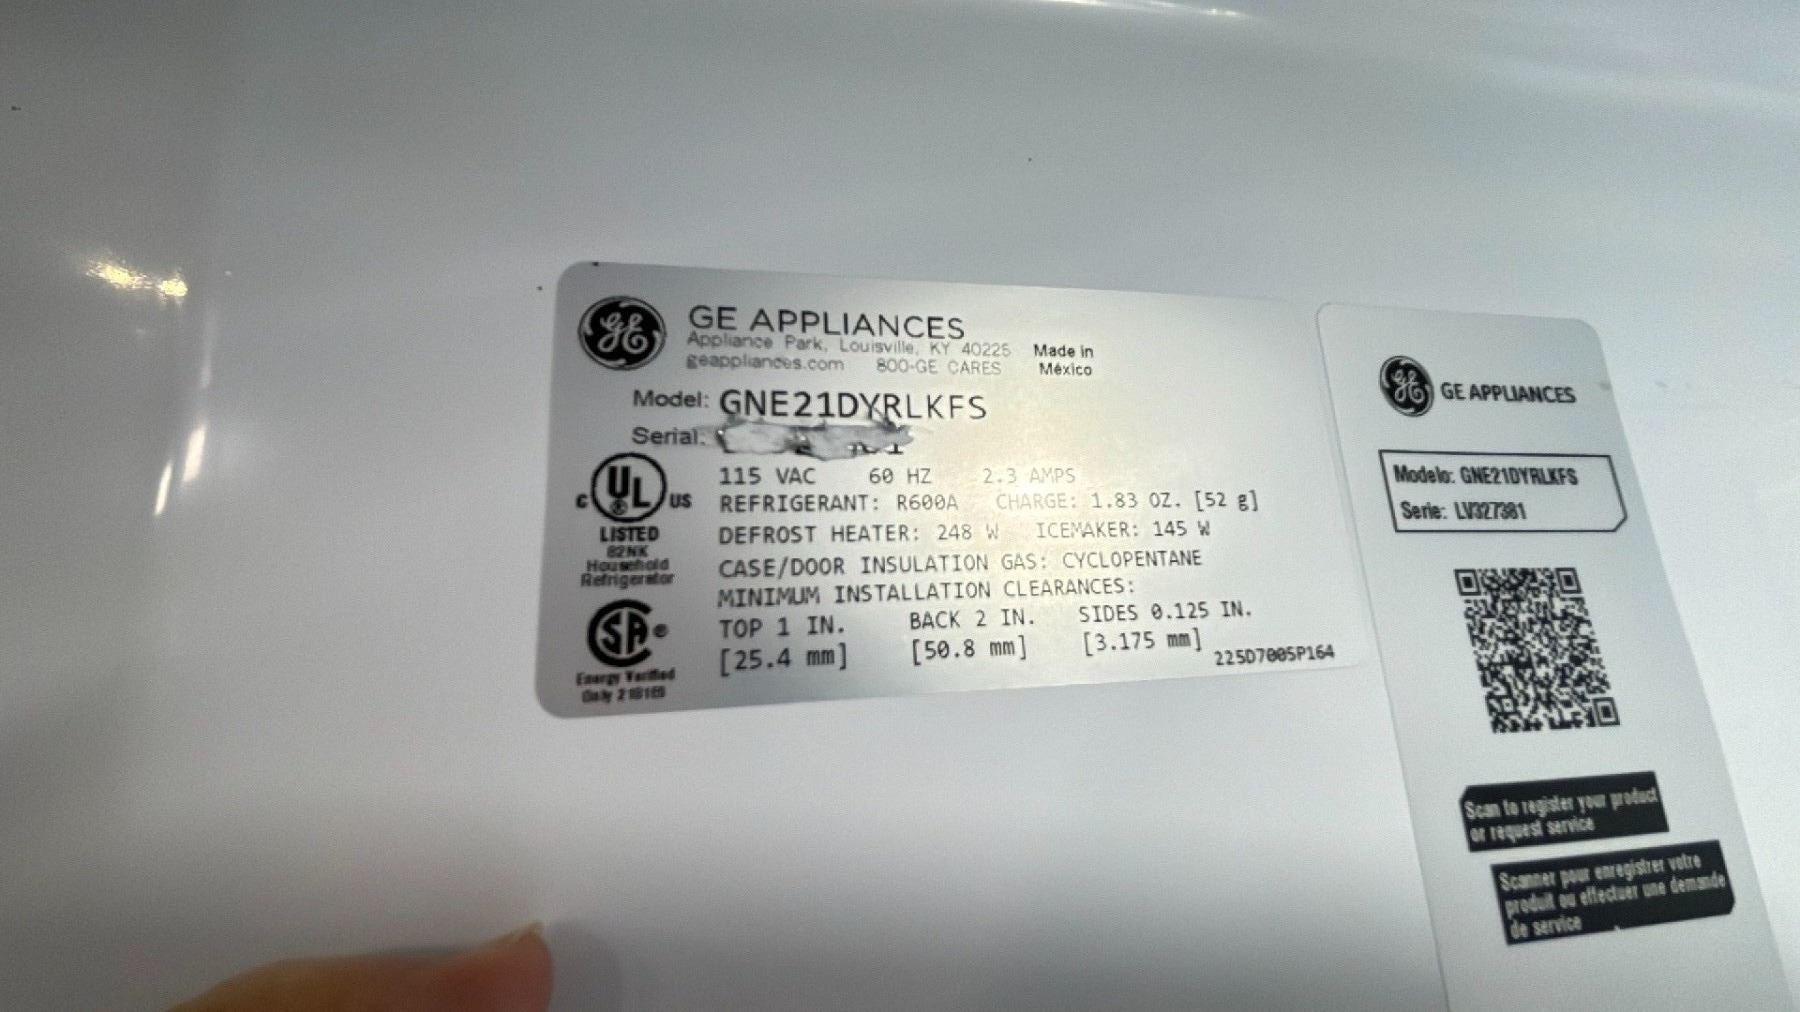 GE APPLIANCES
Appliance Park, Louisville, KY 40225
geappliances.com 800-GE CARES
Made in
México
Model: GNE21DYRLKFS
Serial:
115 VAC 60 HZ 2.3 AMPS
REFRIGERANT: R600A CHARGE: 1.83 OZ. [52 g]
DEFROST HEATER: 248 W ICEMAKER: 145 W
CASE/DOOR INSULATION GAS: CYCLOPENTANE
MINIMUM INSTALLATION CLEARANCES:
TOP 1 IN. BACK 2 IN. SIDES 0.125 IN.
[25.4 mm] [50.8 mm] [3.175 mm]
225D7005P164
C UL ® US
LISTED
82NK
Household
Refrigerator
SA ®
Energy Verified
Only
GE APPLIANCES
Modelo: GNE21DYRLKFS
Serie: LV327381
Scan to register your product
or request service
Scanner pour enregistrer votre
produit ou effectuer une demande
de service